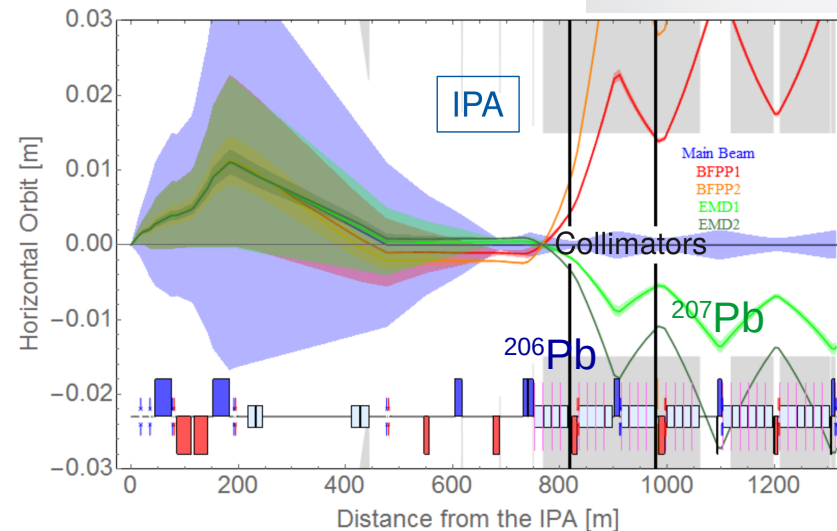 0.03
0.02
0.01
0.00
−0.01
−0.02
−0.03
Horizontal Orbit [m]
IPA
Main Beam
BFPP1
BFPP2
EMD1
EMD2
Collimators
207Pb
206Pb
0 200 400 600 800 1000 1200
Distance from the IPA [m]